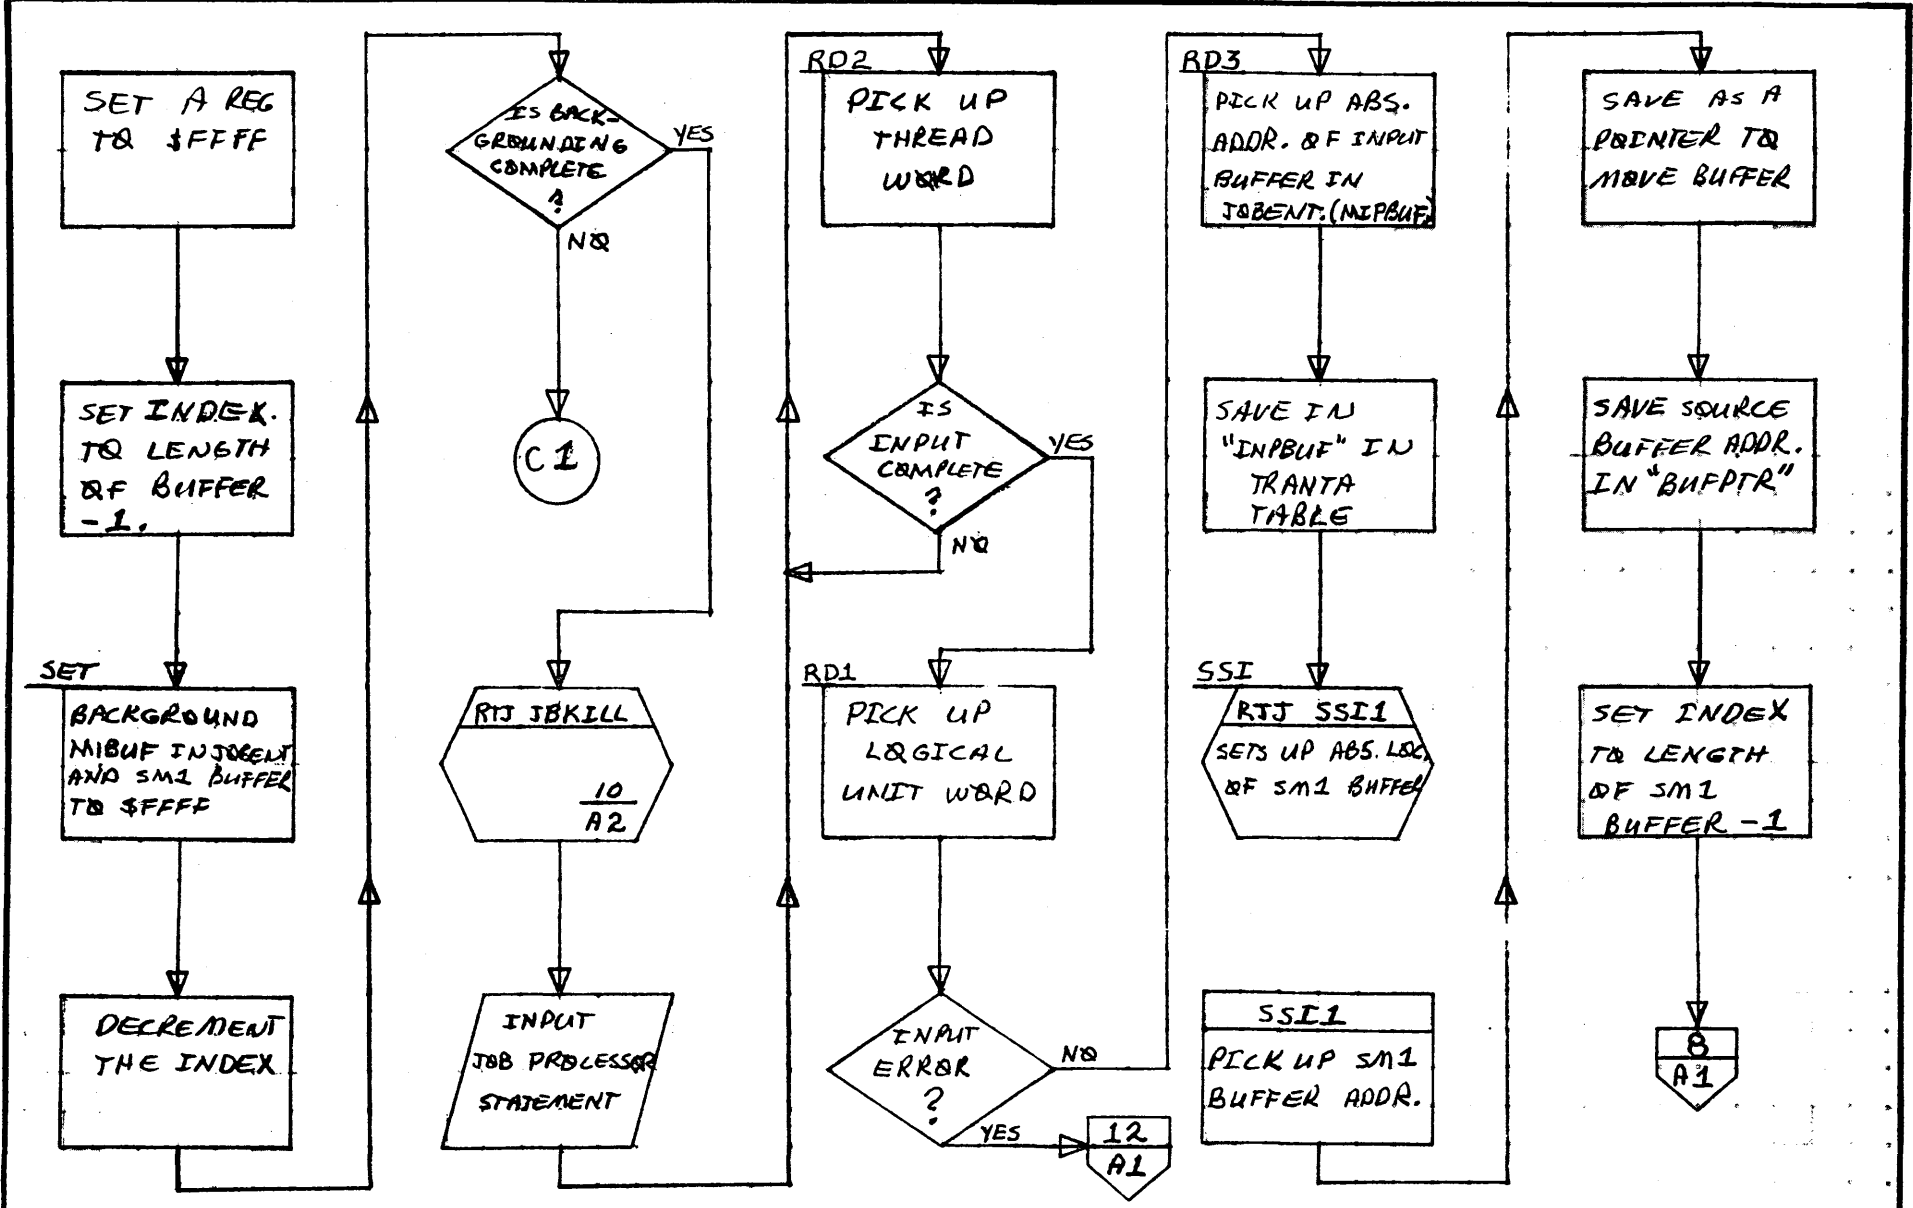 SET A REG
TO $FFFF
SET INDEX.
TO LENGTH
OF BUFFER
-1.
SET
BACKGROUND
MIBUF IN JOBENT
AND SM1 BUFFER
TO $FFFF
DECREMENT
THE INDEX
IS BACK-
GROUNDING
COMPLETE
?
YES
NO
C1
RTJ JBKILL
10
A2
INPUT
JOB PROCESSOR
STATEMENT
RD2
PICK UP
THREAD
WORD
IS
INPUT
COMPLETE
?
YES
NO
RD1
PICK UP
LOGICAL
UNIT WORD
INPUT
ERROR
?
NO
YES
12
A1
RD3
PICK UP ABS.
ADDR. OF INPUT
BUFFER IN
JOBENT.(MIPBUF)
SAVE IN
"INPBUF" IN
TRANTA
TABLE
SSI
RTJ SSI1
SETS UP ABS. LOC.
OF SM1 BUFFER
SSI1
PICK UP SM1
BUFFER ADDR.
SAVE AS A
POINTER TO
MOVE BUFFER
SAVE SOURCE
BUFFER ADDR.
IN "BUFPTR"
SET INDEX
TO LENGTH
OF SM1
BUFFER -1
8
A1